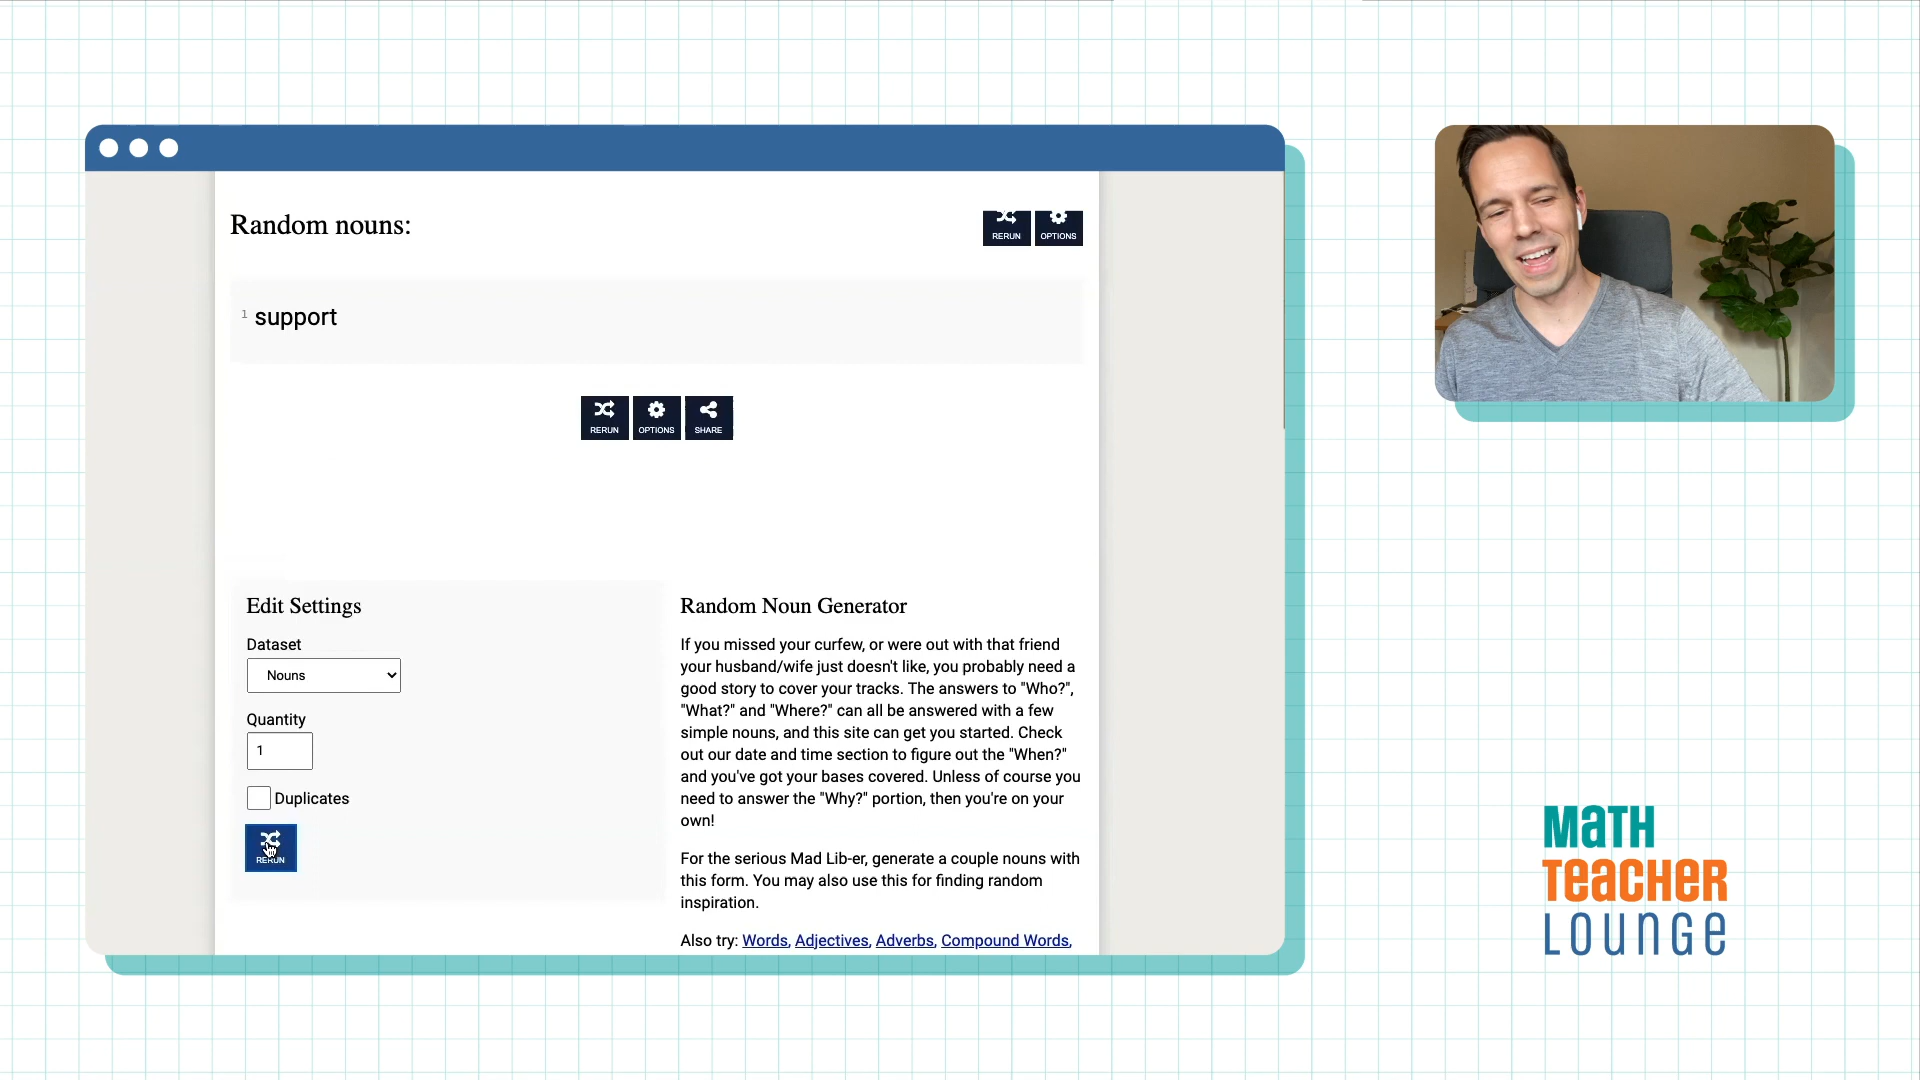 Random nouns:
RERUN
OPTIONS
1 support
RERUN
OPTIONS
SHARE
Edit Settings
Dataset
Nouns
Quantity
1
Duplicates
RERUN
Random Noun Generator
If you missed your curfew, or were out with that friend
your husband/wife just doesn't like, you probably need a
good story to cover your tracks. The answers to "Who?",
"What?" and "Where?" can all be answered with a few
simple nouns, and this site can get you started. Check
out our date and time section to figure out the "When?"
and you've got your bases covered. Unless of course you
need to answer the "Why?" portion, then you're on your
own!
For the serious Mad Lib-er, generate a couple nouns with
this form. You may also use this for finding random
inspiration.
Also try: Words, Adjectives, Adverbs, Compound Words,
MaTH
TeaCHeR
LOUNGe